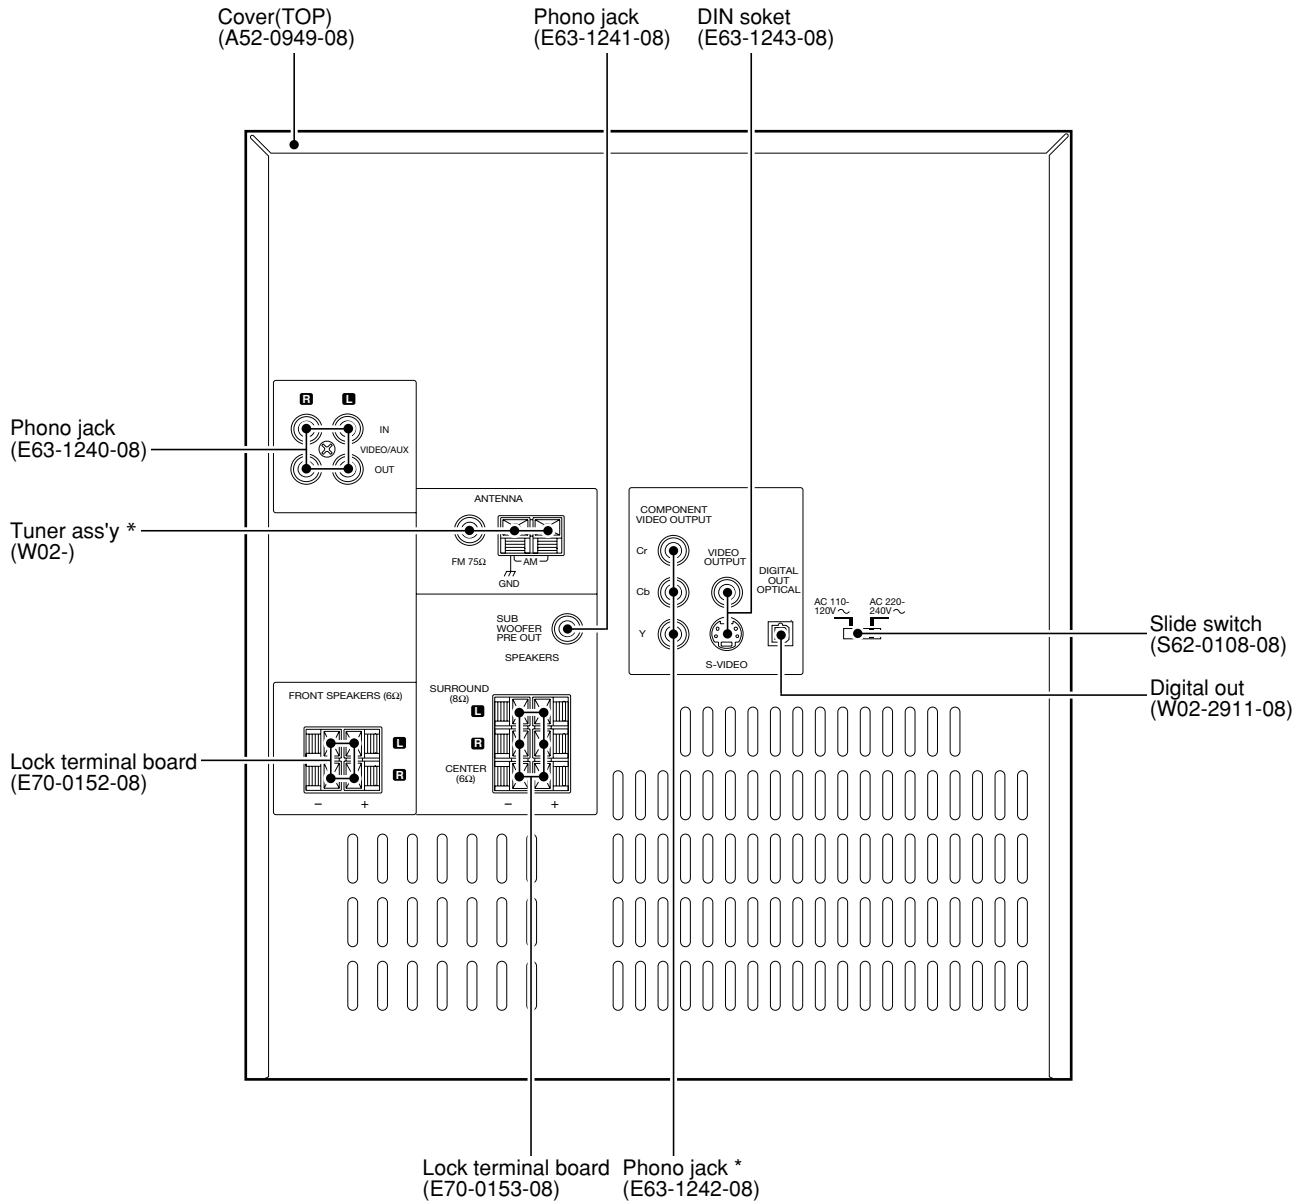 Cover(TOP)
(A52-0949-08)
Phono jack
(E63-1241-08)
DIN soket
(E63-1243-08)
R L
IN
VIDEO/AUX
OUT
Phono jack
(E63-1240-08)
ANTENNA
FM 75Ω
AM
GND
Tuner ass'y *
(W02-)
COMPONENT
VIDEO OUTPUT
Cr
Cb
Y
VIDEO
OUTPUT
S-VIDEO
DIGITAL
OUT
OPTICAL
AC 110-
120V～
AC 220-
240V～
Slide switch
(S62-0108-08)
Digital out
(W02-2911-08)
SUB
WOOFER
PRE OUT
SPEAKERS
FRONT SPEAKERS (6Ω)
L
R
− +
SURROUND
(8Ω)
L
R
CENTER
(6Ω)
− +
Lock terminal board
(E70-0152-08)
Lock terminal board
(E70-0153-08)
Phono jack *
(E63-1242-08)